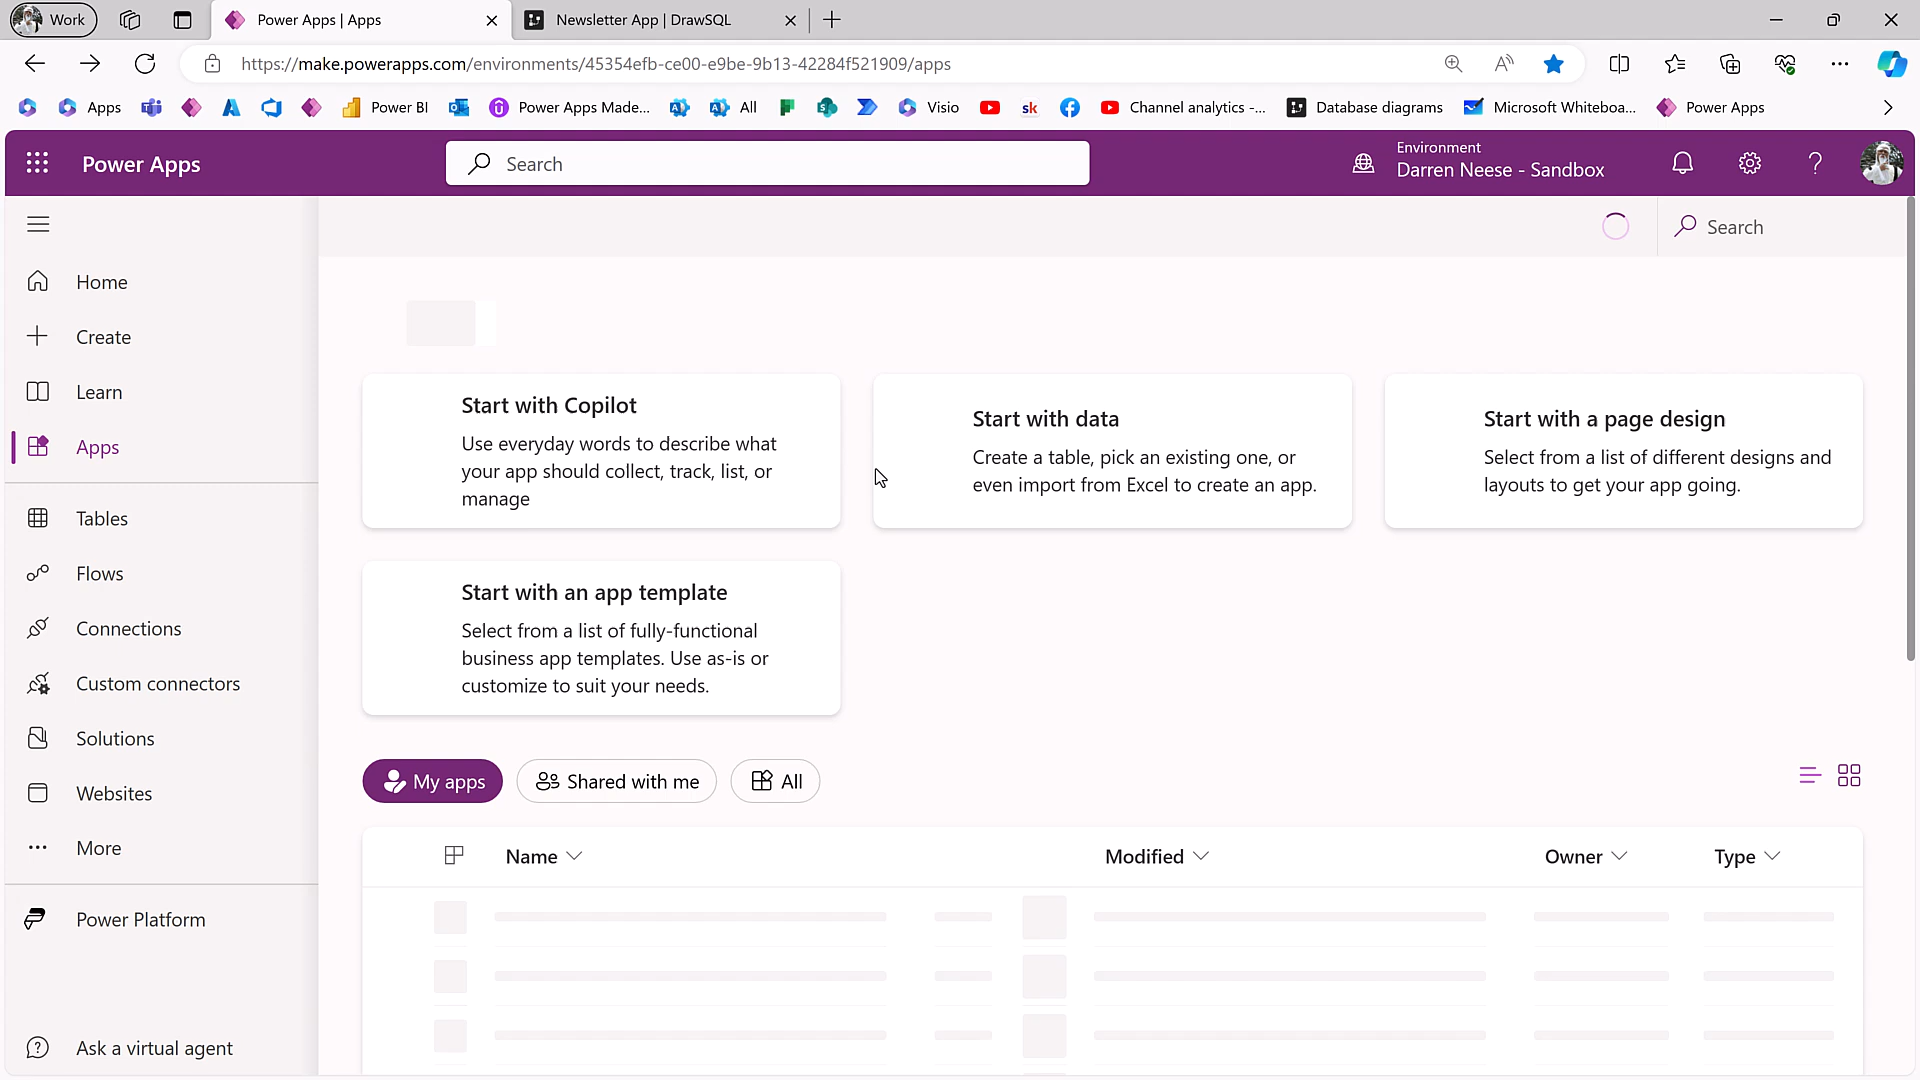 Work
Power Apps | Apps
Newsletter App | DrawSQL
https://make.powerapps.com/environments/45354efb-ce00-e9be-9b13-42284f521909/apps
Apps
Power BI
Power Apps Made...
All
Visio
sk
Channel analytics -...
Database diagrams
Microsoft Whiteboa...
Power Apps
Power Apps
Search
Environment
Darren Neese - Sandbox
Search
Home
Create
Learn
Apps
Tables
Flows
Connections
Custom connectors
Solutions
Websites
More
Power Platform
Ask a virtual agent
Start with Copilot
Use everyday words to describe what
your app should collect, track, list, or
manage
Start with data
Create a table, pick an existing one, or
even import from Excel to create an app.
Start with a page design
Select from a list of different designs and
layouts to get your app going.
Start with an app template
Select from a list of fully-functional
business app templates. Use as-is or
customize to suit your needs.
My apps
Shared with me
All
Name
Modified
Owner
Type